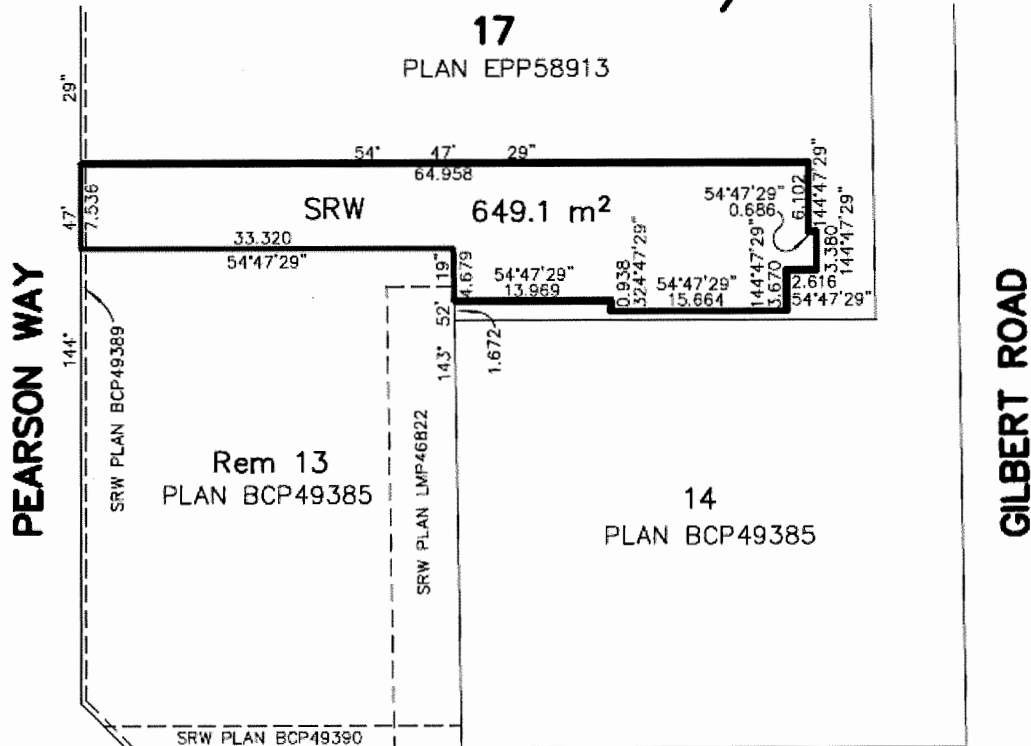 17
PLAN EPP58913
29"
54° 47' 29"
64.958
47'
7.536
SRW
649.1 m²
54°47'29"
0.686
6.102
144°47'29"
33.320
54°47'29"
19"
4.679
54°47'29"
13.969
0.938
324°47'29"
54°47'29"
15.664
144°47'29"
3.670
3.380
144°47'29"
2.616
54°47'29"
52'
1.672
143°
144°
PEARSON WAY
SRW PLAN BCP49389
Rem 13
PLAN BCP49385
SRW PLAN LMP46822
14
PLAN BCP49385
GILBERT ROAD
SRW PLAN BCP49390